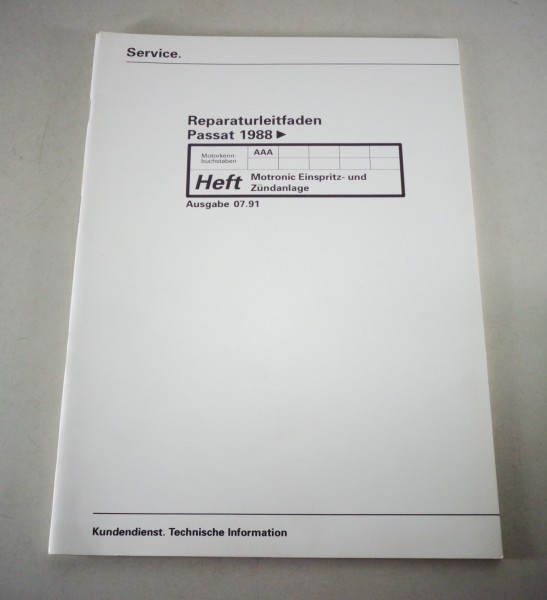 Service.
Reparaturleitfaden
Passat 1988 ►
Motorkenn-
buchstaben
AAA
Heft
Motronic Einspritz- und
Zündanlage
Ausgabe 07.91
Kundendienst. Technische Information